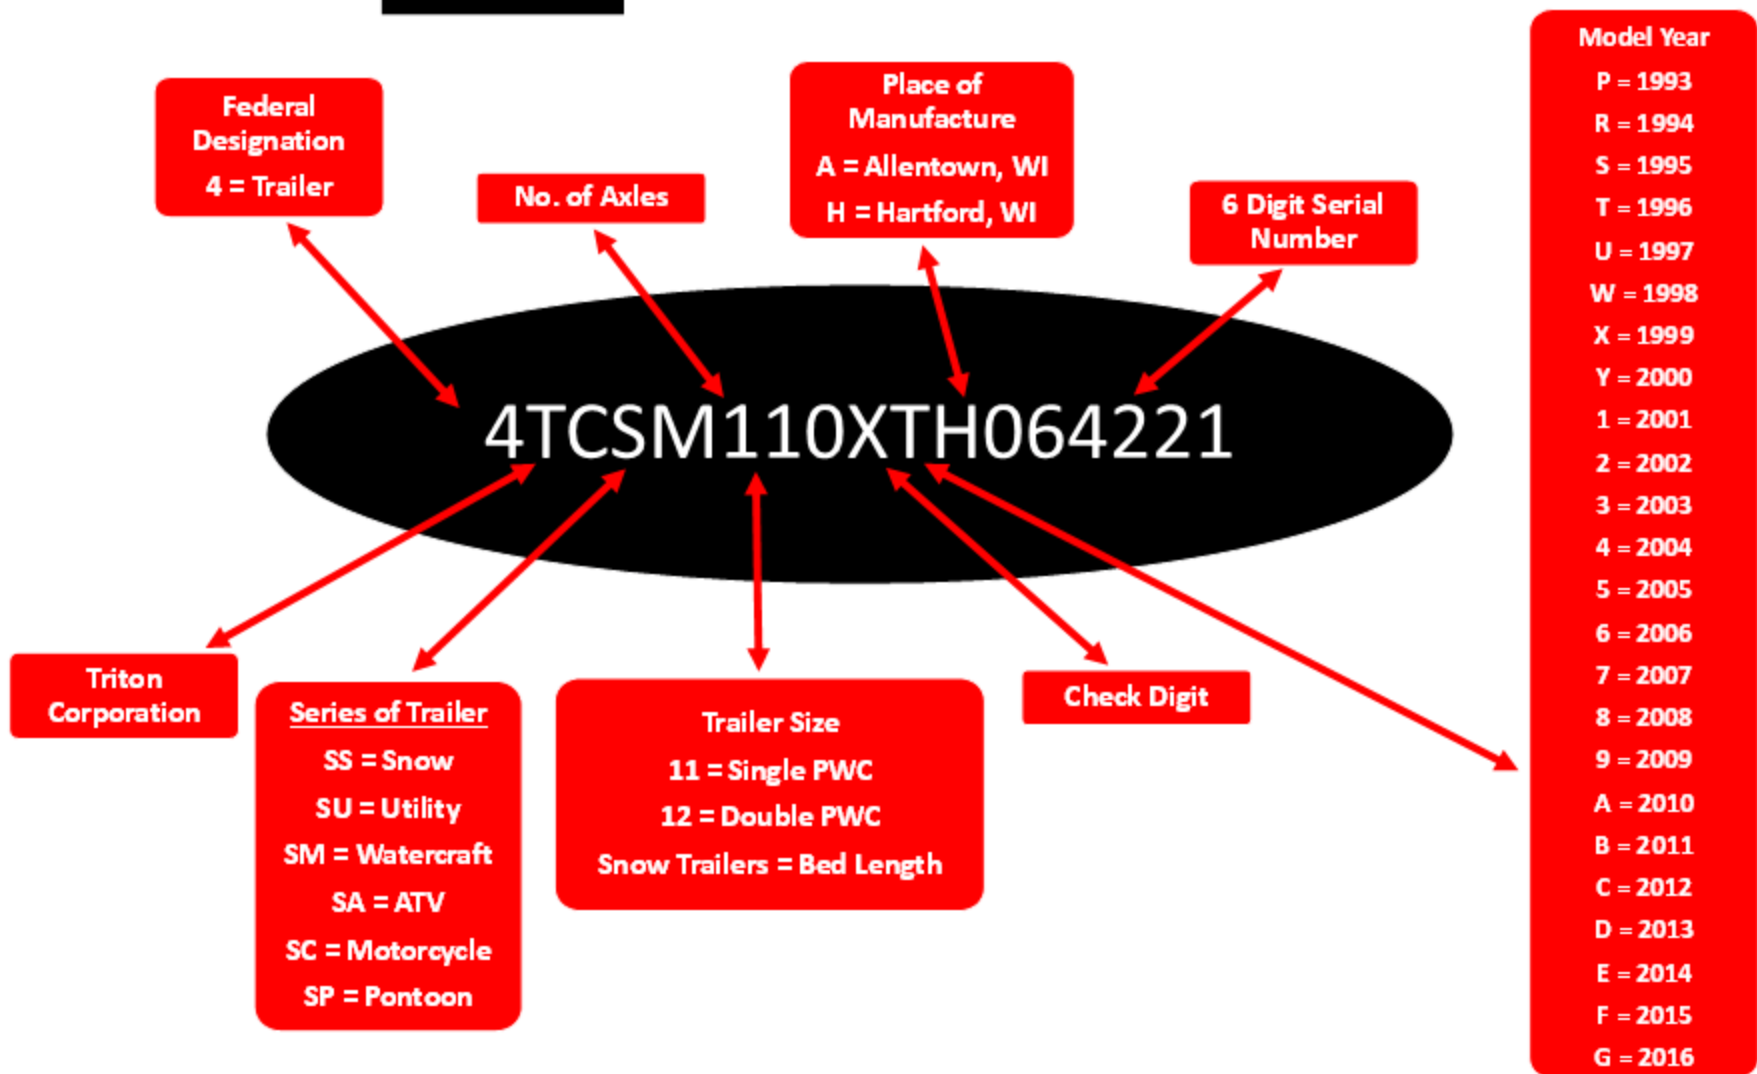 Federal
Designation
4 = Trailer
No. of Axles
Place of
Manufacture
A = Allentown, WI
H = Hartford, WI
6 Digit Serial
Number
4TCSM110XTH064221
Triton
Corporation
Series of Trailer
SS = Snow
SU = Utility
SM = Watercraft
SA = ATV
SC = Motorcycle
SP = Pontoon
Trailer Size
11 = Single PWC
12 = Double PWC
Snow Trailers = Bed Length
Check Digit
Model Year
P = 1993
R = 1994
S = 1995
T = 1996
U = 1997
W = 1998
X = 1999
Y = 2000
1 = 2001
2 = 2002
3 = 2003
4 = 2004
5 = 2005
6 = 2006
7 = 2007
8 = 2008
9 = 2009
A = 2010
B = 2011
C = 2012
D = 2013
E = 2014
F = 2015
G = 2016